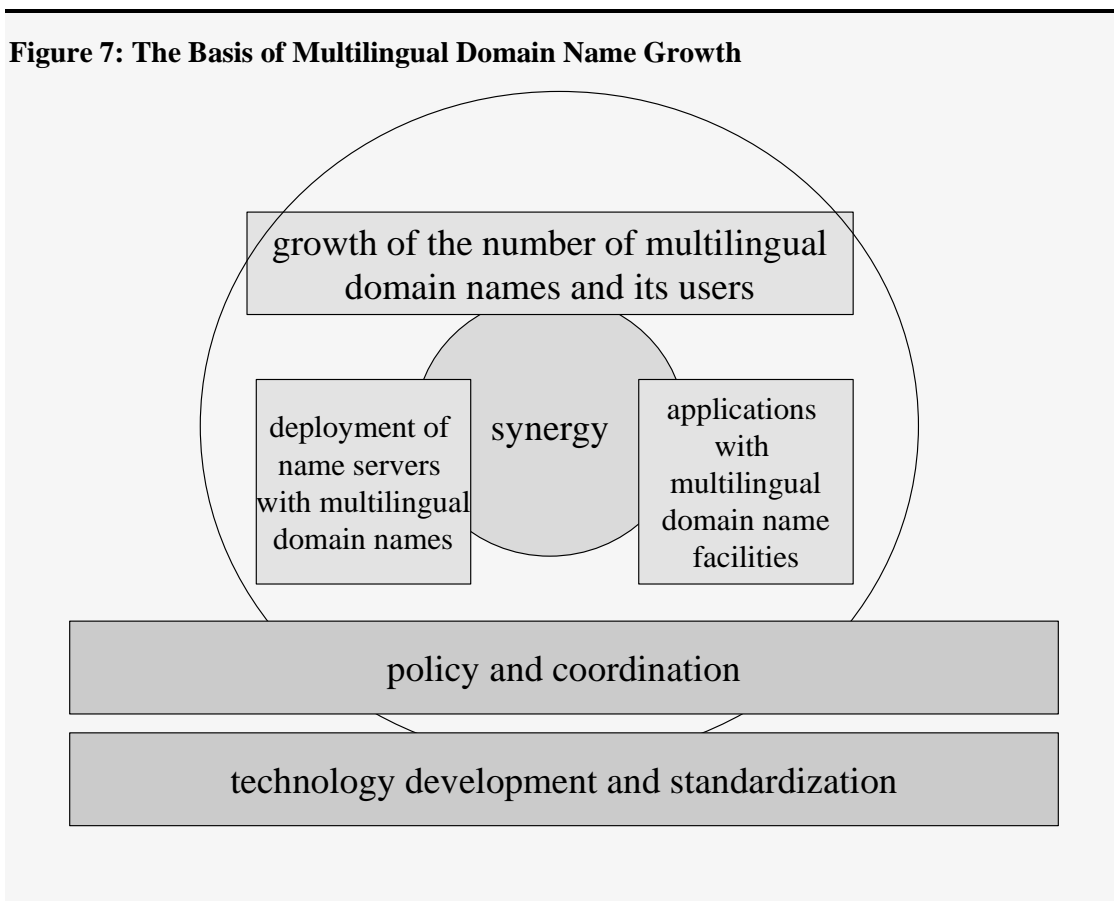 Figure 7: The Basis of Multilingual Domain Name Growth
growth of the number of multilingual
domain names and its users
deployment of
name servers
with multilingual
domain names
synergy
applications
with
multilingual
domain name
facilities
policy and coordination
technology development and standardization